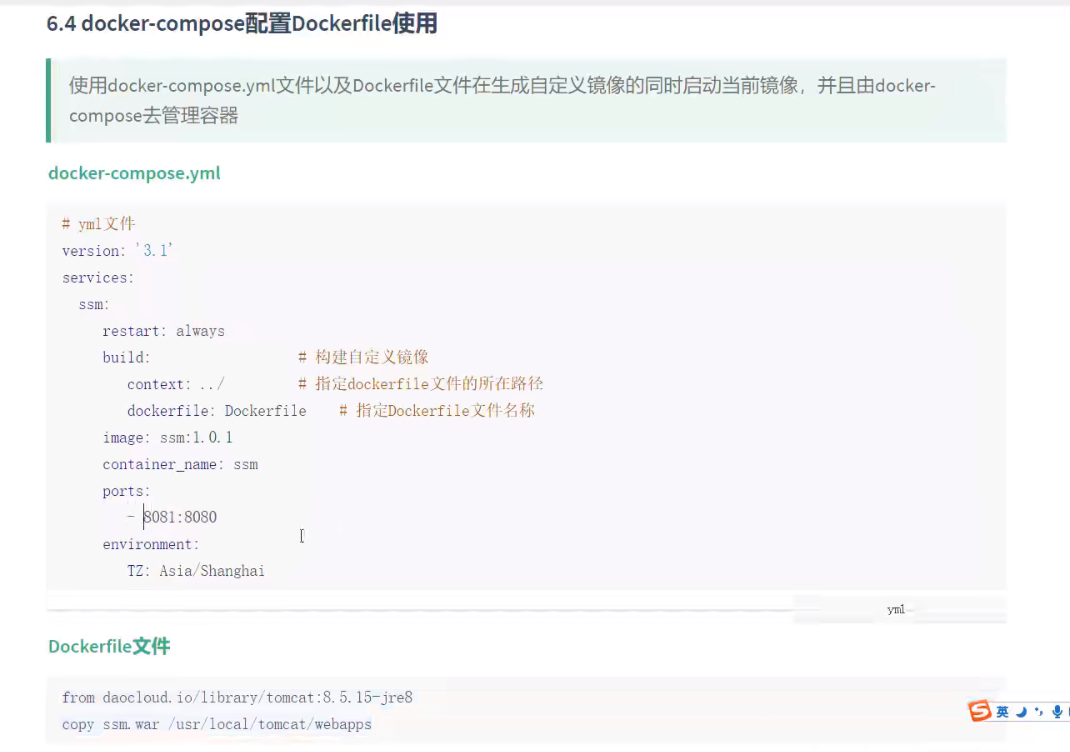 6.4 docker-compose配置Dockerfile使用
使用docker-compose.yml文件以及Dockerfile文件在生成自定义镜像的同时启动当前镜像，并且由docker-
compose去管理容器
docker-compose.yml
# yml文件
version: '3.1'
services:
  ssm:
    restart: always
    build:            # 构建自定义镜像
      context: ../    # 指定dockerfile文件的所在路径
      dockerfile: Dockerfile    # 指定Dockerfile文件名称
    image: ssm:1.0.1
    container_name: ssm
    ports:
      - 8081:8080
    environment:
      TZ: Asia/Shanghai
yml
Dockerfile文件
from daocloud.io/library/tomcat:8.5.15-jre8
copy ssm.war /usr/local/tomcat/webapps
英